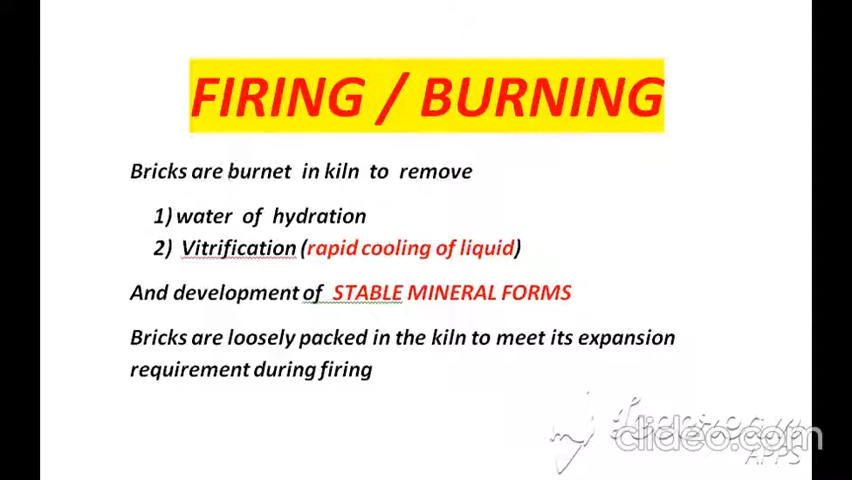 FIRING / BURNING
Bricks are burnet in kiln to remove
1) water of hydration
2) Vitrification (rapid cooling of liquid)
And development of STABLE MINERAL FORMS
Bricks are loosely packed in the kiln to meet its expansion
requirement during firing
clideo.com
APPS